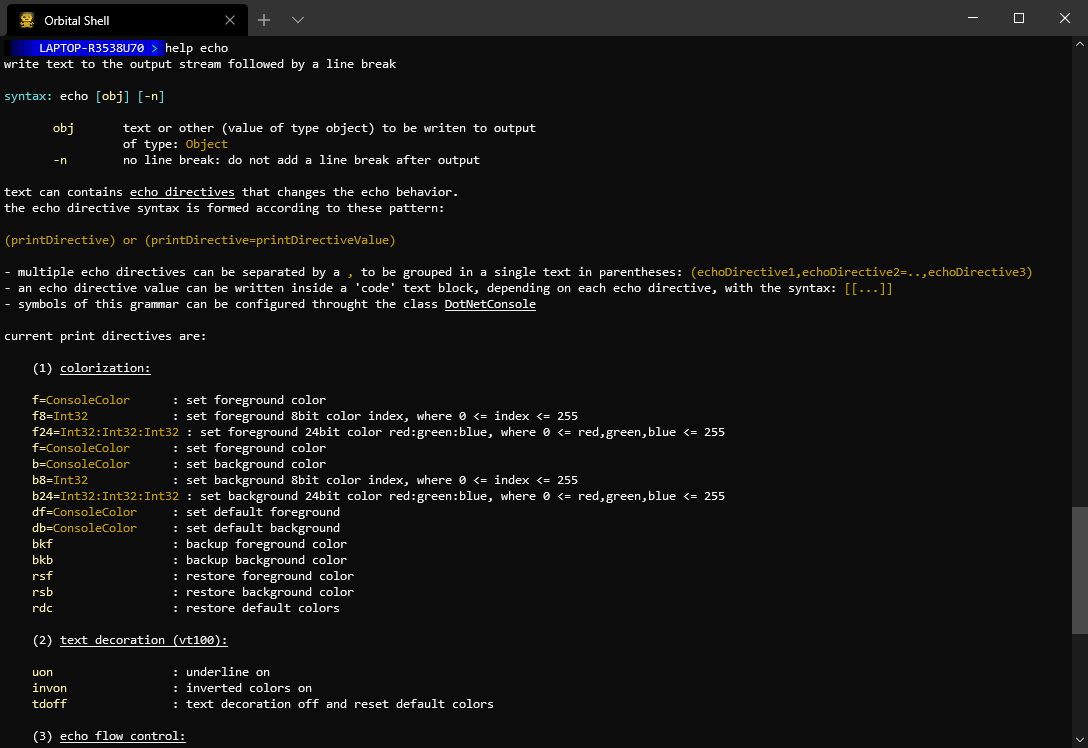 Orbital Shell
LAPTOP-R3538U70 > help echo
write text to the output stream followed by a line break
syntax: echo [obj] [-n]
obj text or other (value of type object) to be writen to output
of type: Object
-n no line break: do not add a line break after output
text can contains echo directives that changes the echo behavior.
the echo directive syntax is formed according to these pattern:
(printDirective) or (printDirective=printDirectiveValue)
- multiple echo directives can be separated by a , to be grouped in a single text in parentheses: (echoDirective1,echoDirective2=..,echoDirective3)
- an echo directive value can be written inside a 'code' text block, depending on each echo directive, with the syntax: [[...]]
- symbols of this grammar can be configured throught the class DotNetConsole
current print directives are:
(1) colorization:
f=ConsoleColor : set foreground color
f8=Int32 : set foreground 8bit color index, where 0 <= index <= 255
f24=Int32:Int32:Int32 : set foreground 24bit color red:green:blue, where 0 <= red,green,blue <= 255
f=ConsoleColor : set foreground color
b=ConsoleColor : set background color
b8=Int32 : set background 8bit color index, where 0 <= index <= 255
b24=Int32:Int32:Int32 : set background 24bit color red:green:blue, where 0 <= red,green,blue <= 255
df=ConsoleColor : set default foreground
db=ConsoleColor : set default background
bkf : backup foreground color
bkb : backup background color
rsf : restore foreground color
rsb : restore background color
rdc : restore default colors
(2) text decoration (vt100):
uon : underline on
invon : inverted colors on
tdoff : text decoration off and reset default colors
(3) echo flow control: